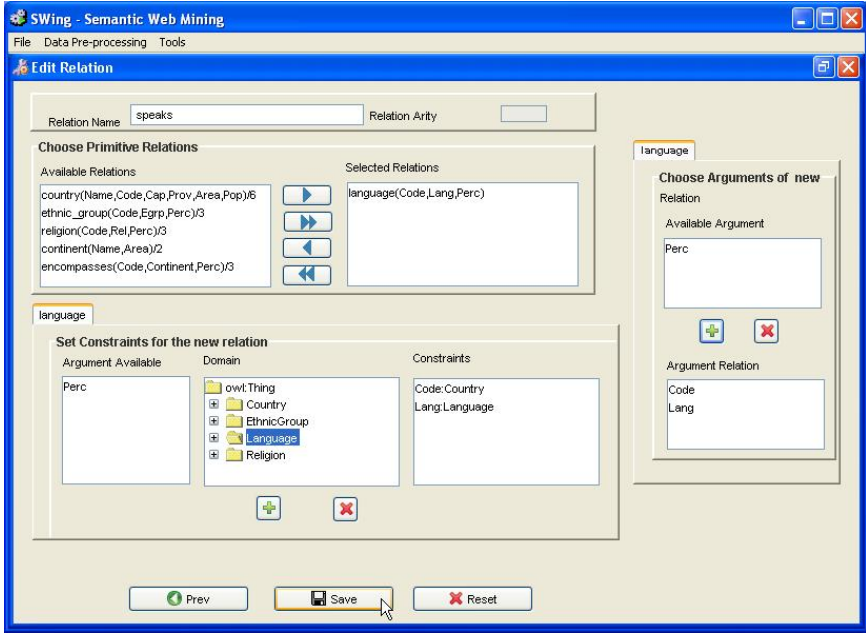 SWing - Semantic Web Mining
File Data Pre-processing Tools
Edit Relation
Relation Name speaks Relation Arity
Choose Primitive Relations
Available Relations
country(Name,Code,Cap,Prov,Area,Pop)/6
ethnic_group(Code,Egrp,Perc)/3
religion(Code,Rel,Perc)/3
continent(Name,Area)/2
encompasses(Code,Continent,Perc)/3
Selected Relations
language(Code,Lang,Perc)
language
Set Constraints for the new relation
Argument Available
Perc
Domain
owl:Thing
Country
EthnicGroup
Language
Religion
Constraints
Code:Country
Lang:Language
language
Choose Arguments of new
Relation
Available Argument
Perc
Argument Relation
Code
Lang
Prev Save Reset